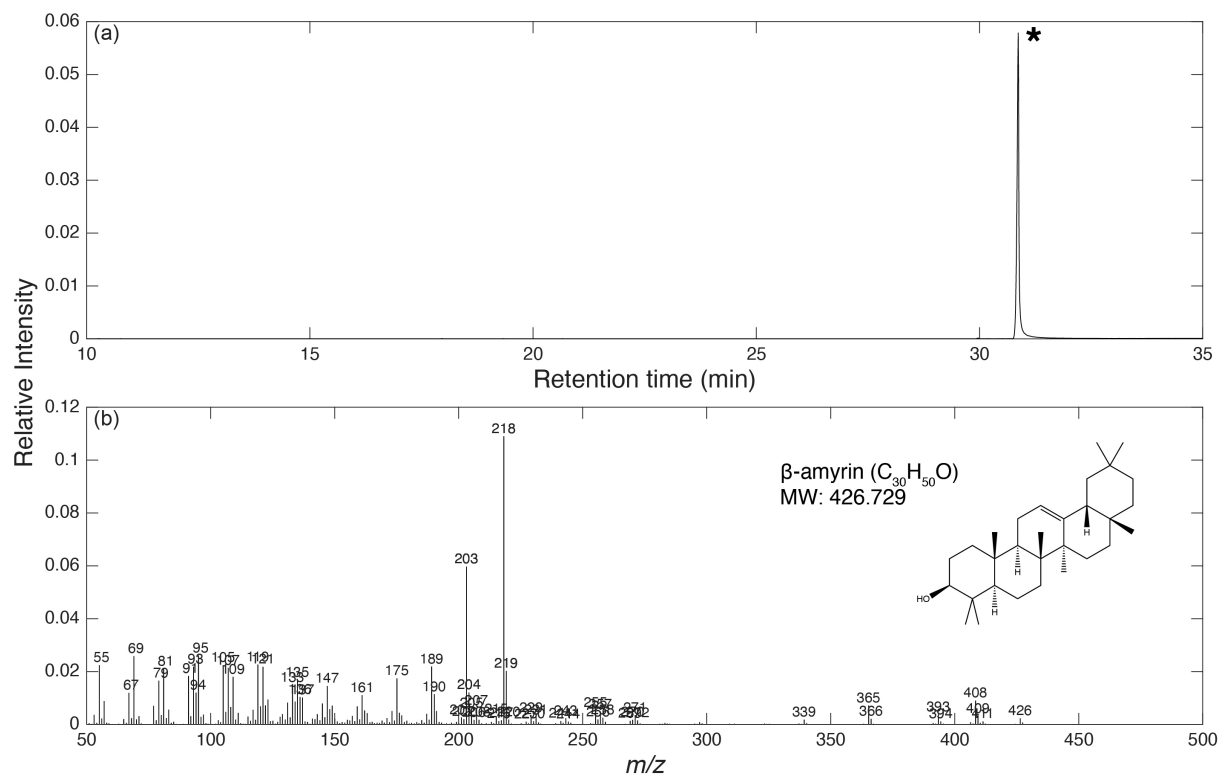 0.06
(a)
*
0.05
0.04
0.03
0.02
0.01
0
10 15 20 25 30 35
Retention time (min)
Relative Intensity
0.12
(b)
218
0.1
β-amyrin (C30H50O)
MW: 426.729
0.08
0.06
203
H
H
HO
H
0.04
0.02
55 67 69 79 81 91 93 94 95 105 107 109 119 121 133 135 137 147 161 175 189 190 204 207 219 339 365 366 393 394 408 409 411 426
0
50 100 150 200 250 300 350 400 450 500
m/z